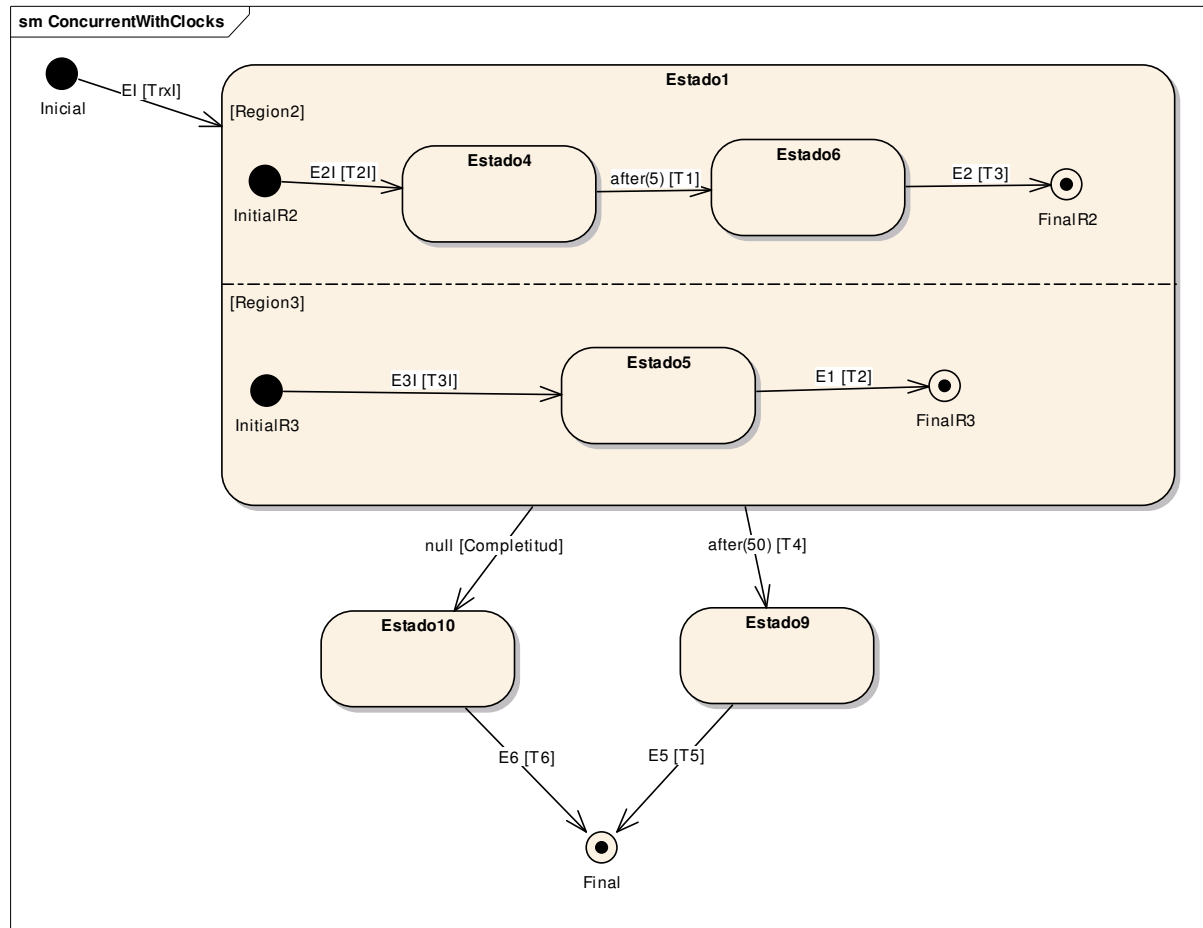 sm ConcurrentWithClocks
Inicial
EI [TrxI]
Estado1
[Region2]
InitialR2
E2I [T2I]
Estado4
after(5) [T1]
Estado6
E2 [T3]
FinalR2
[Region3]
InitialR3
E3I [T3I]
Estado5
E1 [T2]
FinalR3
null [Completitud]
after(50) [T4]
Estado10
Estado9
E6 [T6]
E5 [T5]
Final